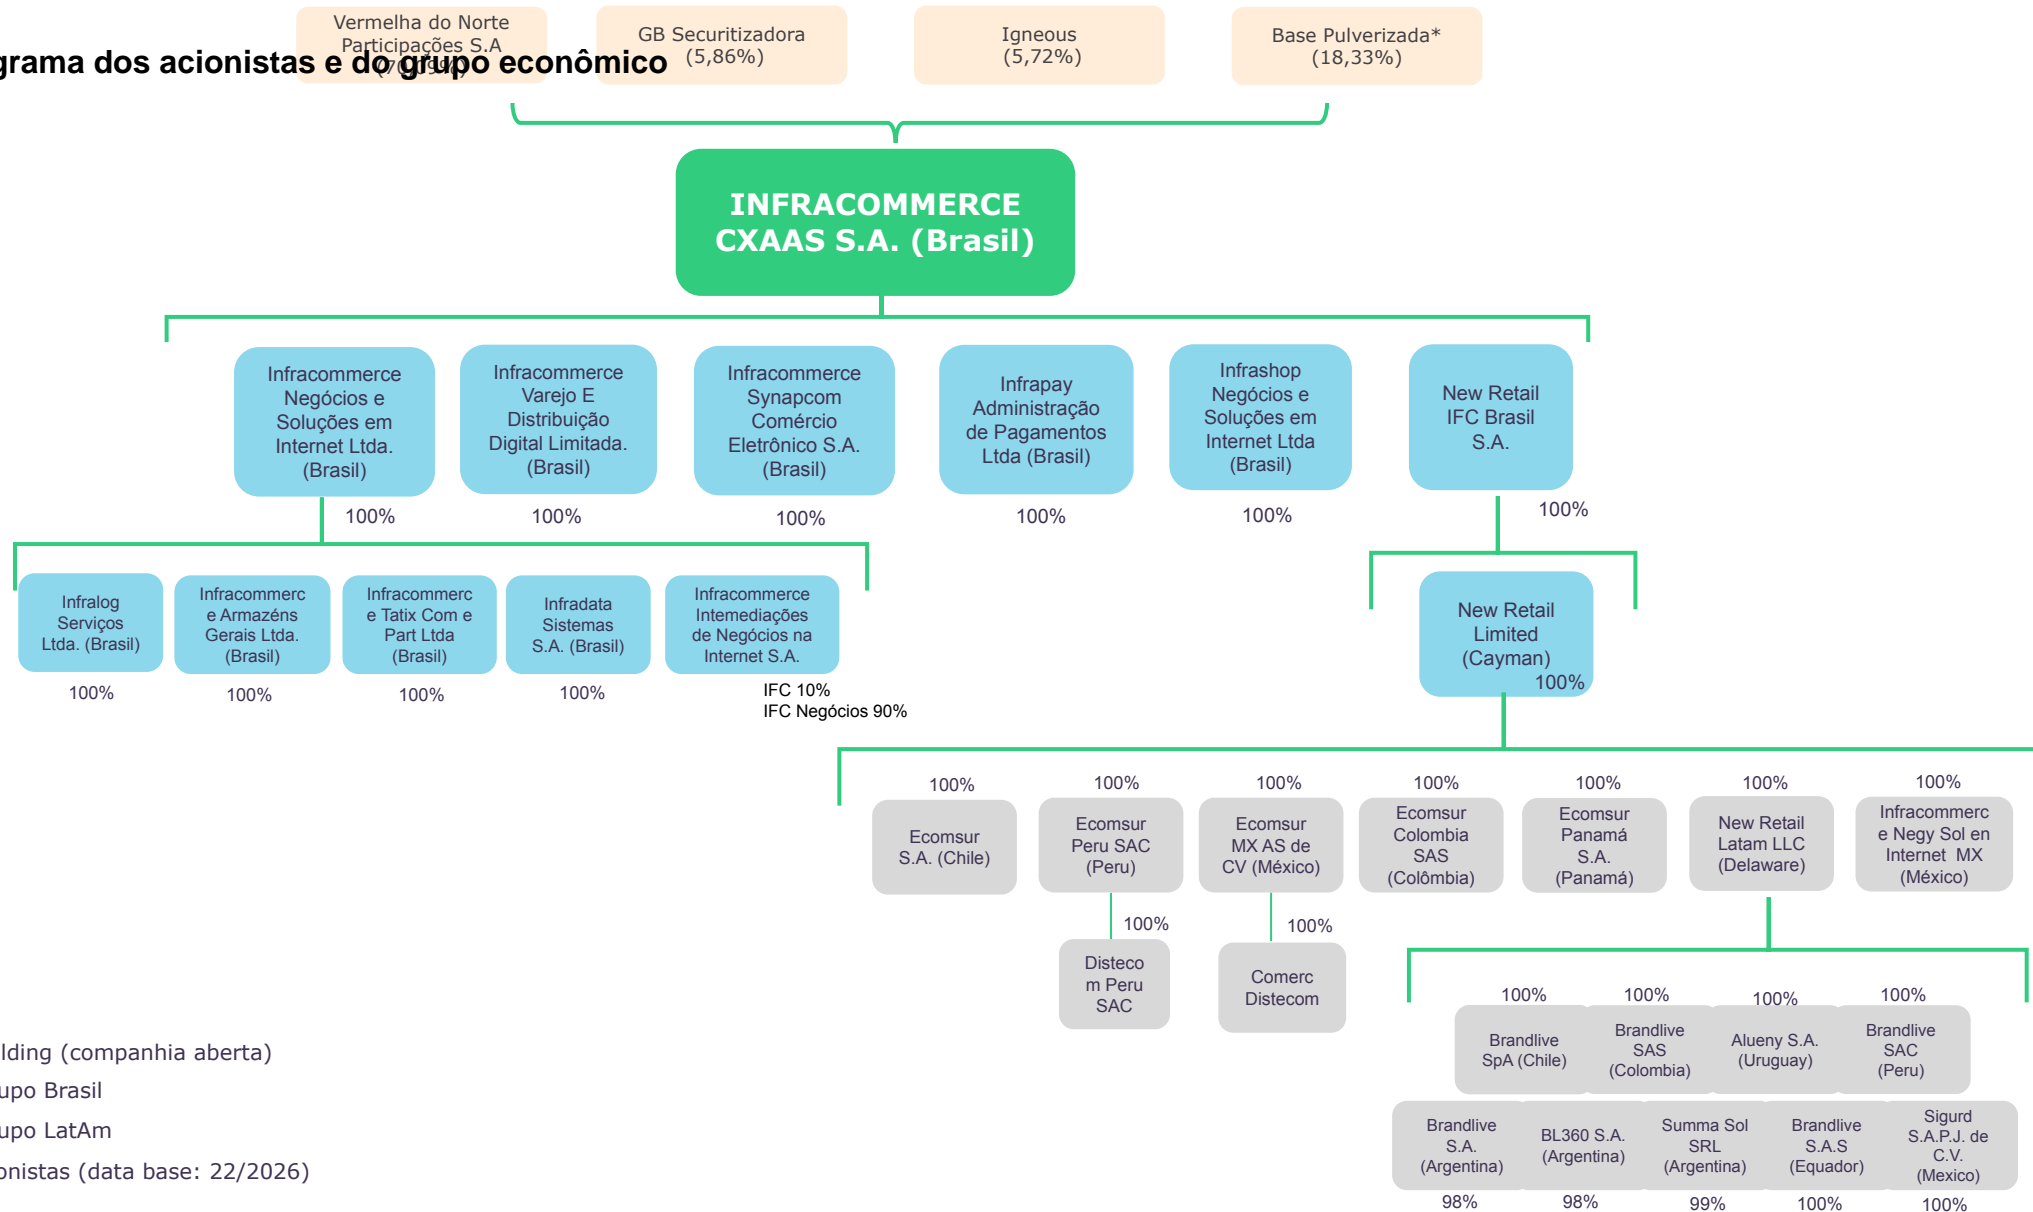 Vermelha do Norte
Participações S.A
(70,09%)
GB Securitizadora
(5,86%)
Igneous
(5,72%)
Base Pulverizada*
(18,33%)
grama dos acionistas e do grupo econômico
INFRACOMMERCE
CXAAS S.A. (Brasil)
Infracommerce
Negócios e
Soluções em
Internet Ltda.
(Brasil)
100%
Infracommerce
Varejo E
Distribuição
Digital Limitada.
(Brasil)
100%
Infracommerce
Synapcom
Comércio
Eletrônico S.A.
(Brasil)
100%
Infrapay
Administração
de Pagamentos
Ltda (Brasil)
100%
Infrashop
Negócios e
Soluções em
Internet Ltda
(Brasil)
100%
New Retail
IFC Brasil
S.A.
100%
Infralog
Serviços
Ltda. (Brasil)
100%
Infracommerc
e Armazéns
Gerais Ltda.
(Brasil)
100%
Infracommerc
e Tatix Com e
Part Ltda
(Brasil)
100%
Infradata
Sistemas
S.A. (Brasil)
100%
Infracommerce
Intemediações
de Negócios na
Internet S.A.
IFC 10%
IFC Negócios 90%
New Retail
Limited
(Cayman)
100%
100%
Ecomsur
S.A. (Chile)
100%
Ecomsur
Peru SAC
(Peru)
100%
Ecomsur
MX AS de
CV (México)
100%
Ecomsur
Colombia
SAS
(Colômbia)
100%
Ecomsur
Panamá
S.A.
(Panamá)
100%
New Retail
Latam LLC
(Delaware)
100%
Infracommerc
e Negy Sol en
Internet MX
(México)
100%
Disteco
m Peru
SAC
100%
Comerc
Distecom
100%
Brandlive
SpA (Chile)
100%
Brandlive
SAS
(Colombia)
100%
Alueny S.A.
(Uruguay)
100%
Brandlive
SAC
(Peru)
Brandlive
S.A.
(Argentina)
98%
BL360 S.A.
(Argentina)
98%
Summa Sol
SRL
(Argentina)
99%
Brandlive
S.A.S
(Equador)
100%
Sigurd
S.A.P.J. de
C.V.
(Mexico)
100%
lding (companhia aberta)
upo Brasil
upo LatAm
onistas (data base: 22/2026)